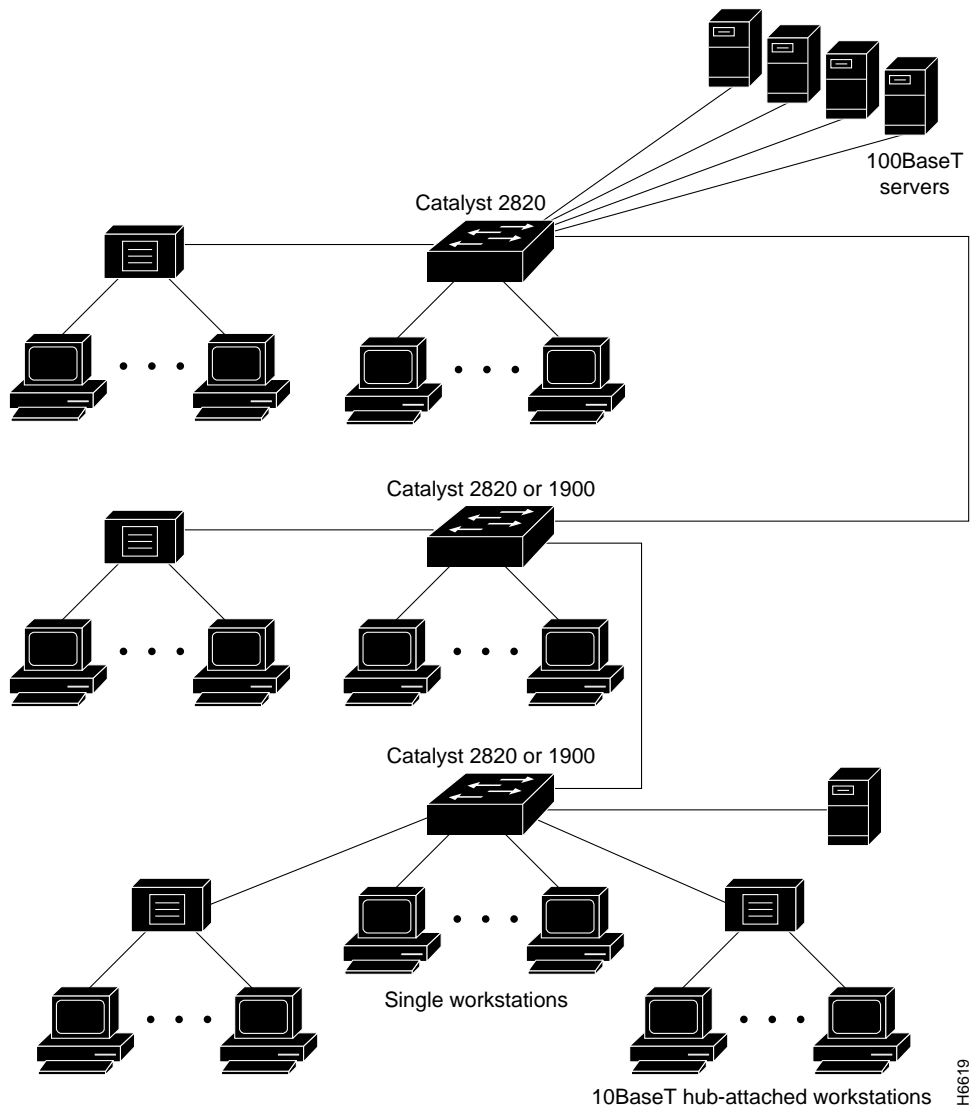 100BaseT
servers
Catalyst 2820
Catalyst 2820 or 1900
Catalyst 2820 or 1900
Single workstations
10BaseT hub-attached workstations
H6619